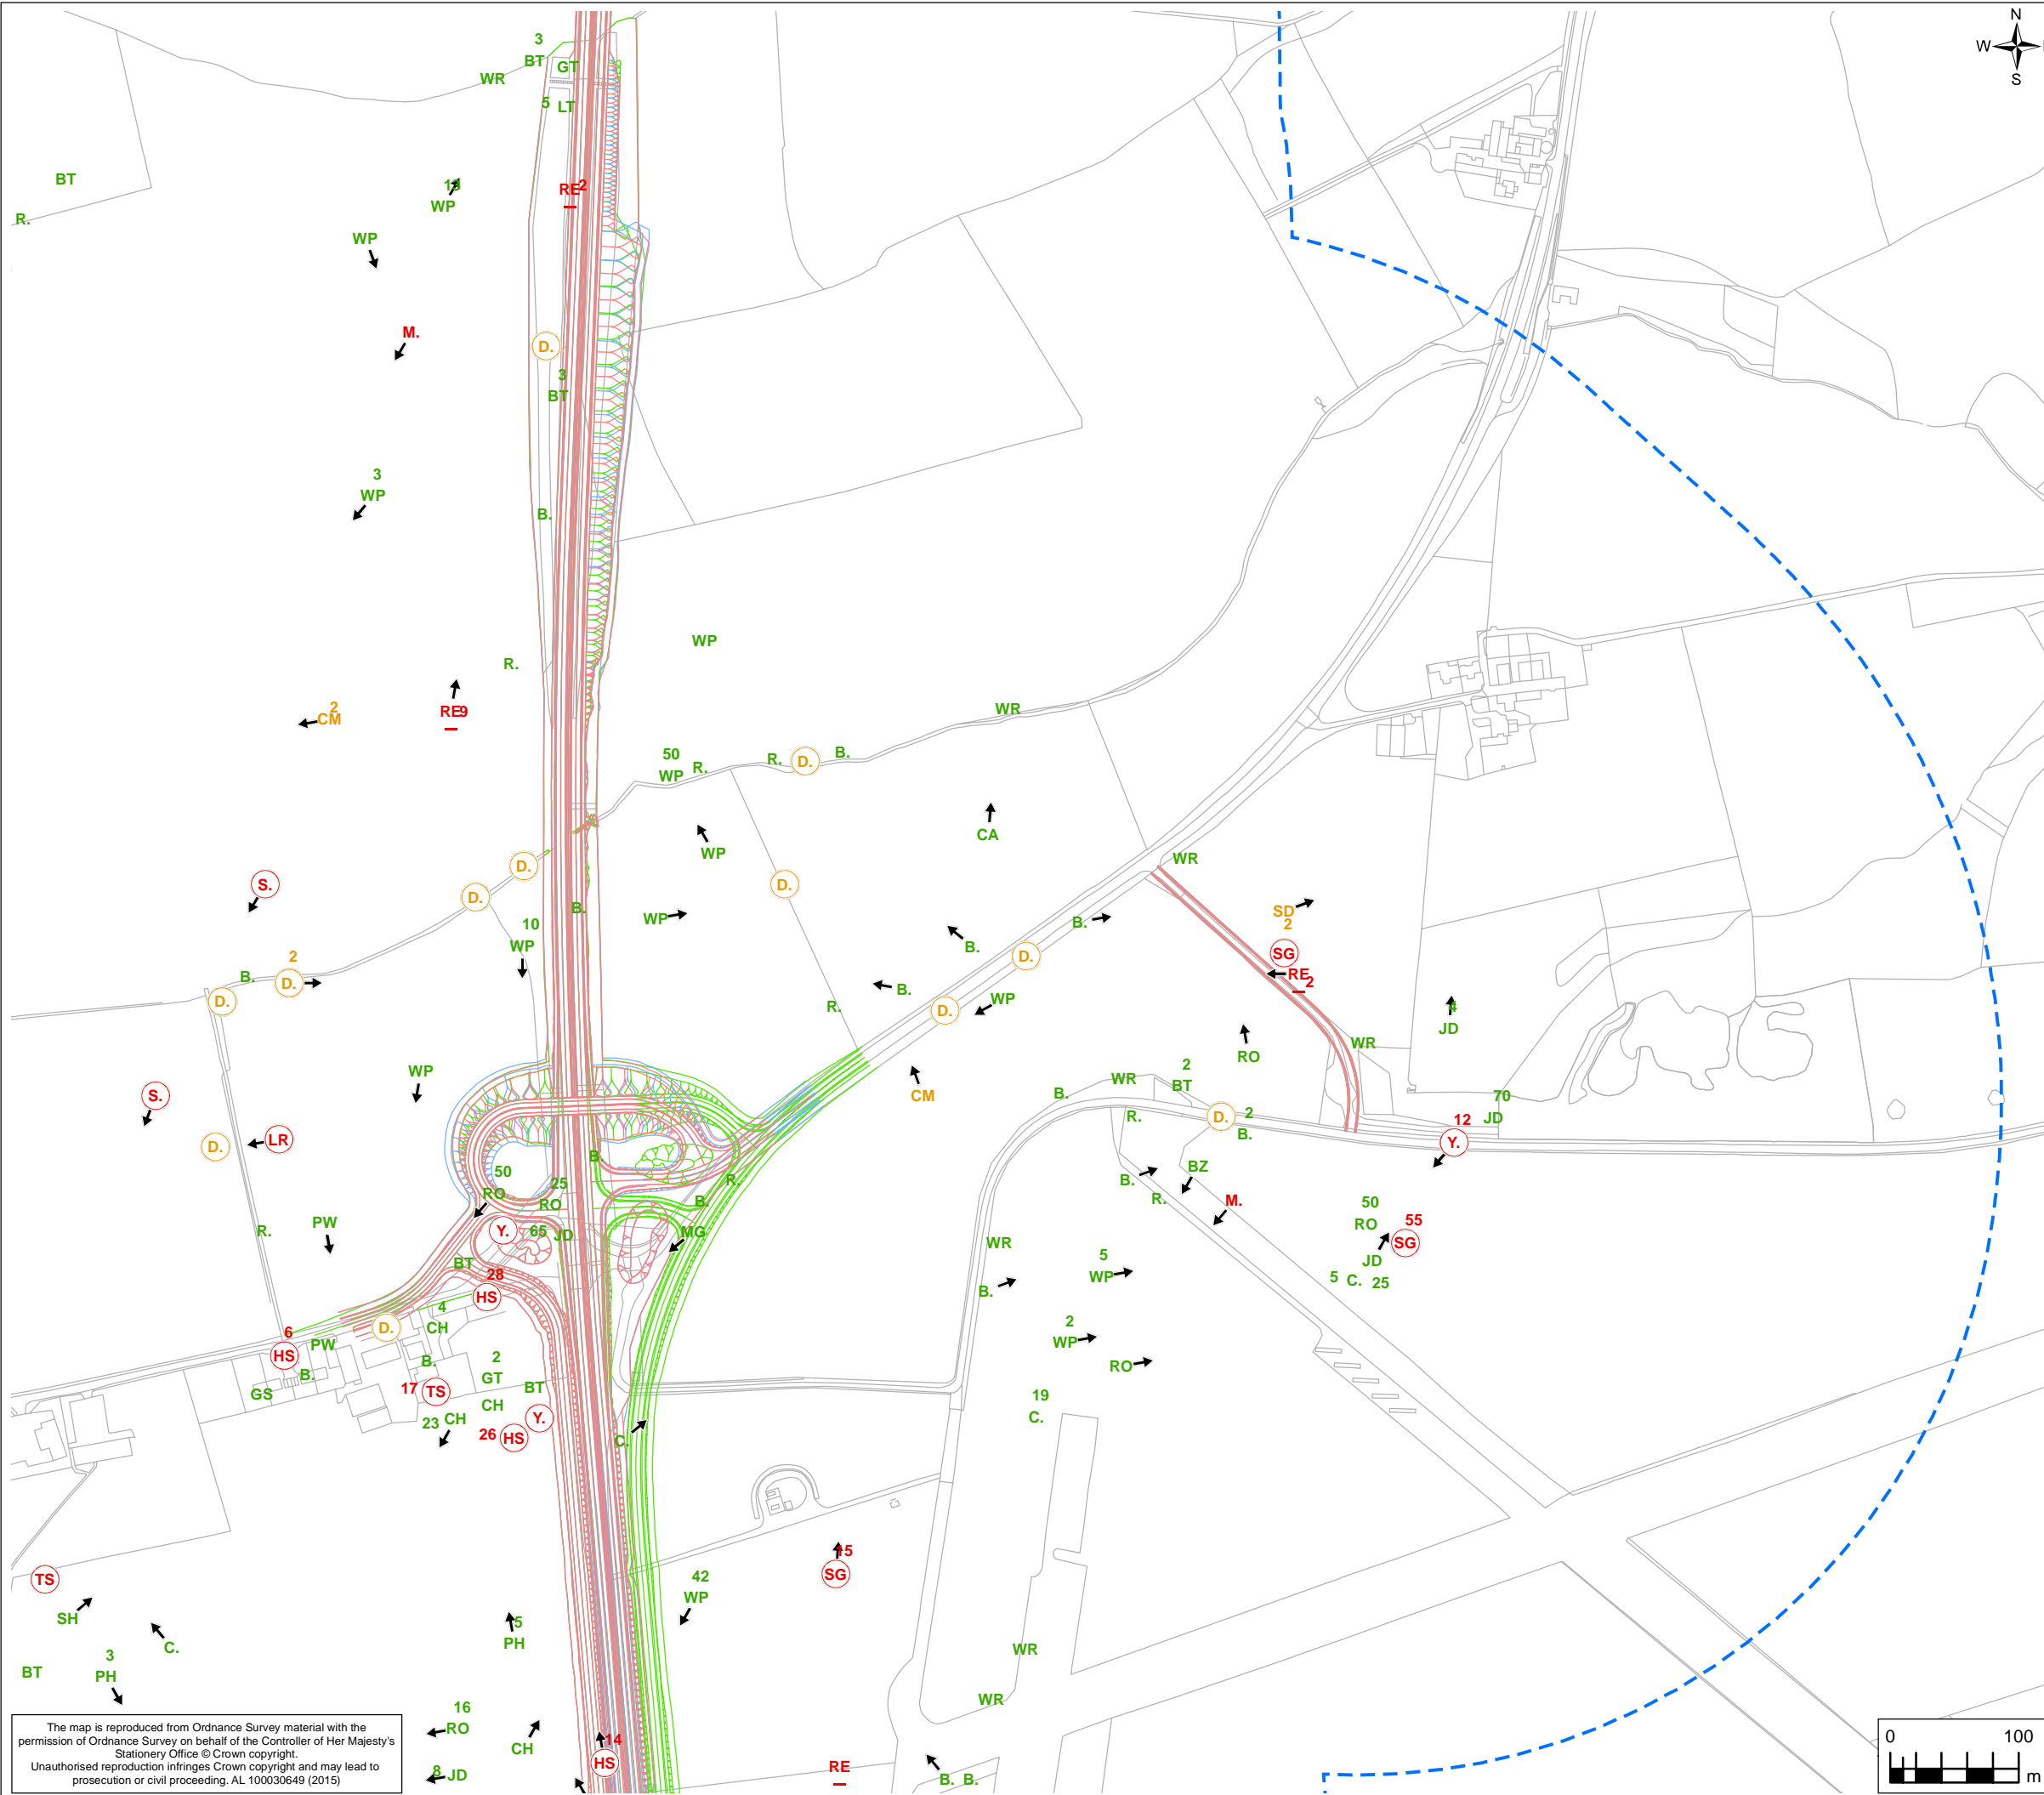 N
W
S
3
BT
GT
WR
5
LT
BT
19
WP
RE 2
R.
WP
M.
D.
3
BT
3
WP
B.
WP
R.
2
CM
RE9
WR
50
WP
R.
R.
D.
B.
CA
WP
WR
D.
D.
D.
S.
B.
10
WP
WP
B.
B.
SD
2
D.
SG
2
D.
B.
B.
RE
2
D.
R.
WP
D.
4
JD
RO
WR
WP
CM
2
BT
WR
B.
70
JD
S.
R.
D.
2
B.
12
Y.
LR
D.
B.
50
RO
25
RO
R.
B.
BZ
R.
M.
B.
50
RO
55
SG
PW
R.
Y.
65
JD
MG
WR
BT
5
WP
JD
5
C.
25
28
HS
B.
4
CH
D.
6
HS
PW
2
WP
RO
B.
B.
2
GT
BT
GS
17
TS
CH
19
C.
23
CH
Y.
26
HS
C.
TS
15
SG
42
WP
SH
C.
5
PH
WR
BT
3
PH
WR
16
RO
CH
14
HS
RE
8
JD
B.
B.
The map is reproduced from Ordnance Survey material with the
permission of Ordnance Survey on behalf of the Controller of Her Majesty's
Stationery Office © Crown copyright.
Unauthorised reproduction infringes Crown copyright and may lead to
prosecution or civil proceeding. AL 100030649 (2015)
0
100
m